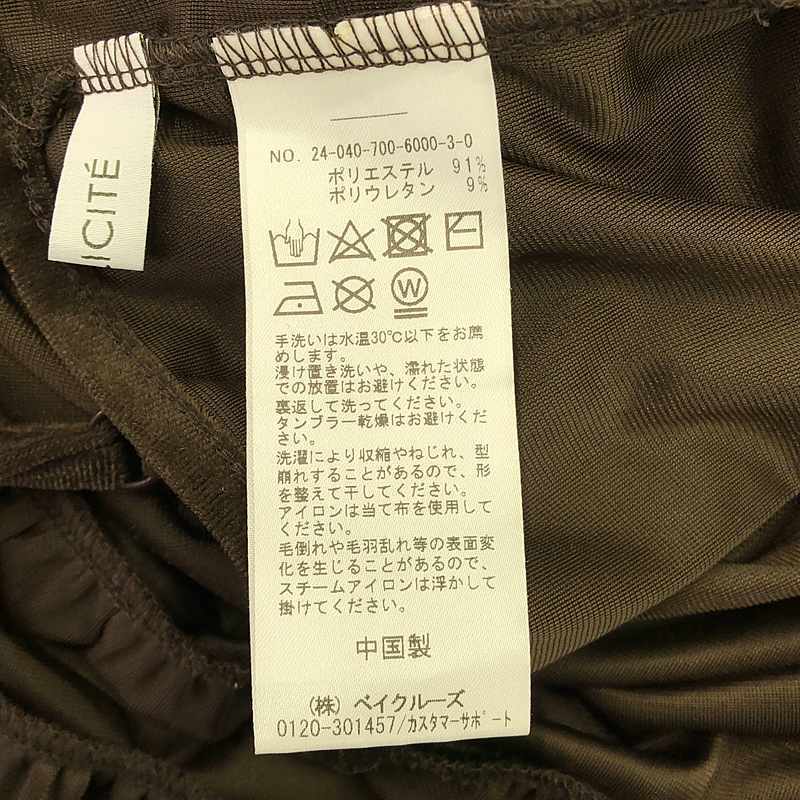 ICITÉ
NO. 24-040-700-6000-3-0
ポリエステル 91%
ポリウレタン 9%
W
手洗いは水温30℃以下をお薦
めします。
浸け置き洗いや、濡れた状態
での放置はお避けください。
裏返して洗ってください。
タンブラー乾燥はお避けくだ
さい。
洗濯により収縮やねじれ、型
崩れすることがあるので、形
を整えて干してください。
アイロンは当て布を使用して
ください。
毛倒れや毛羽乱れ等の表面変
化を生じることがあるので、
スチームアイロンは浮かして
掛けてください。
中国製
(株) ベイクルーズ
0120-301457/ｶｽﾀﾏｰｻﾎﾟｰﾄ